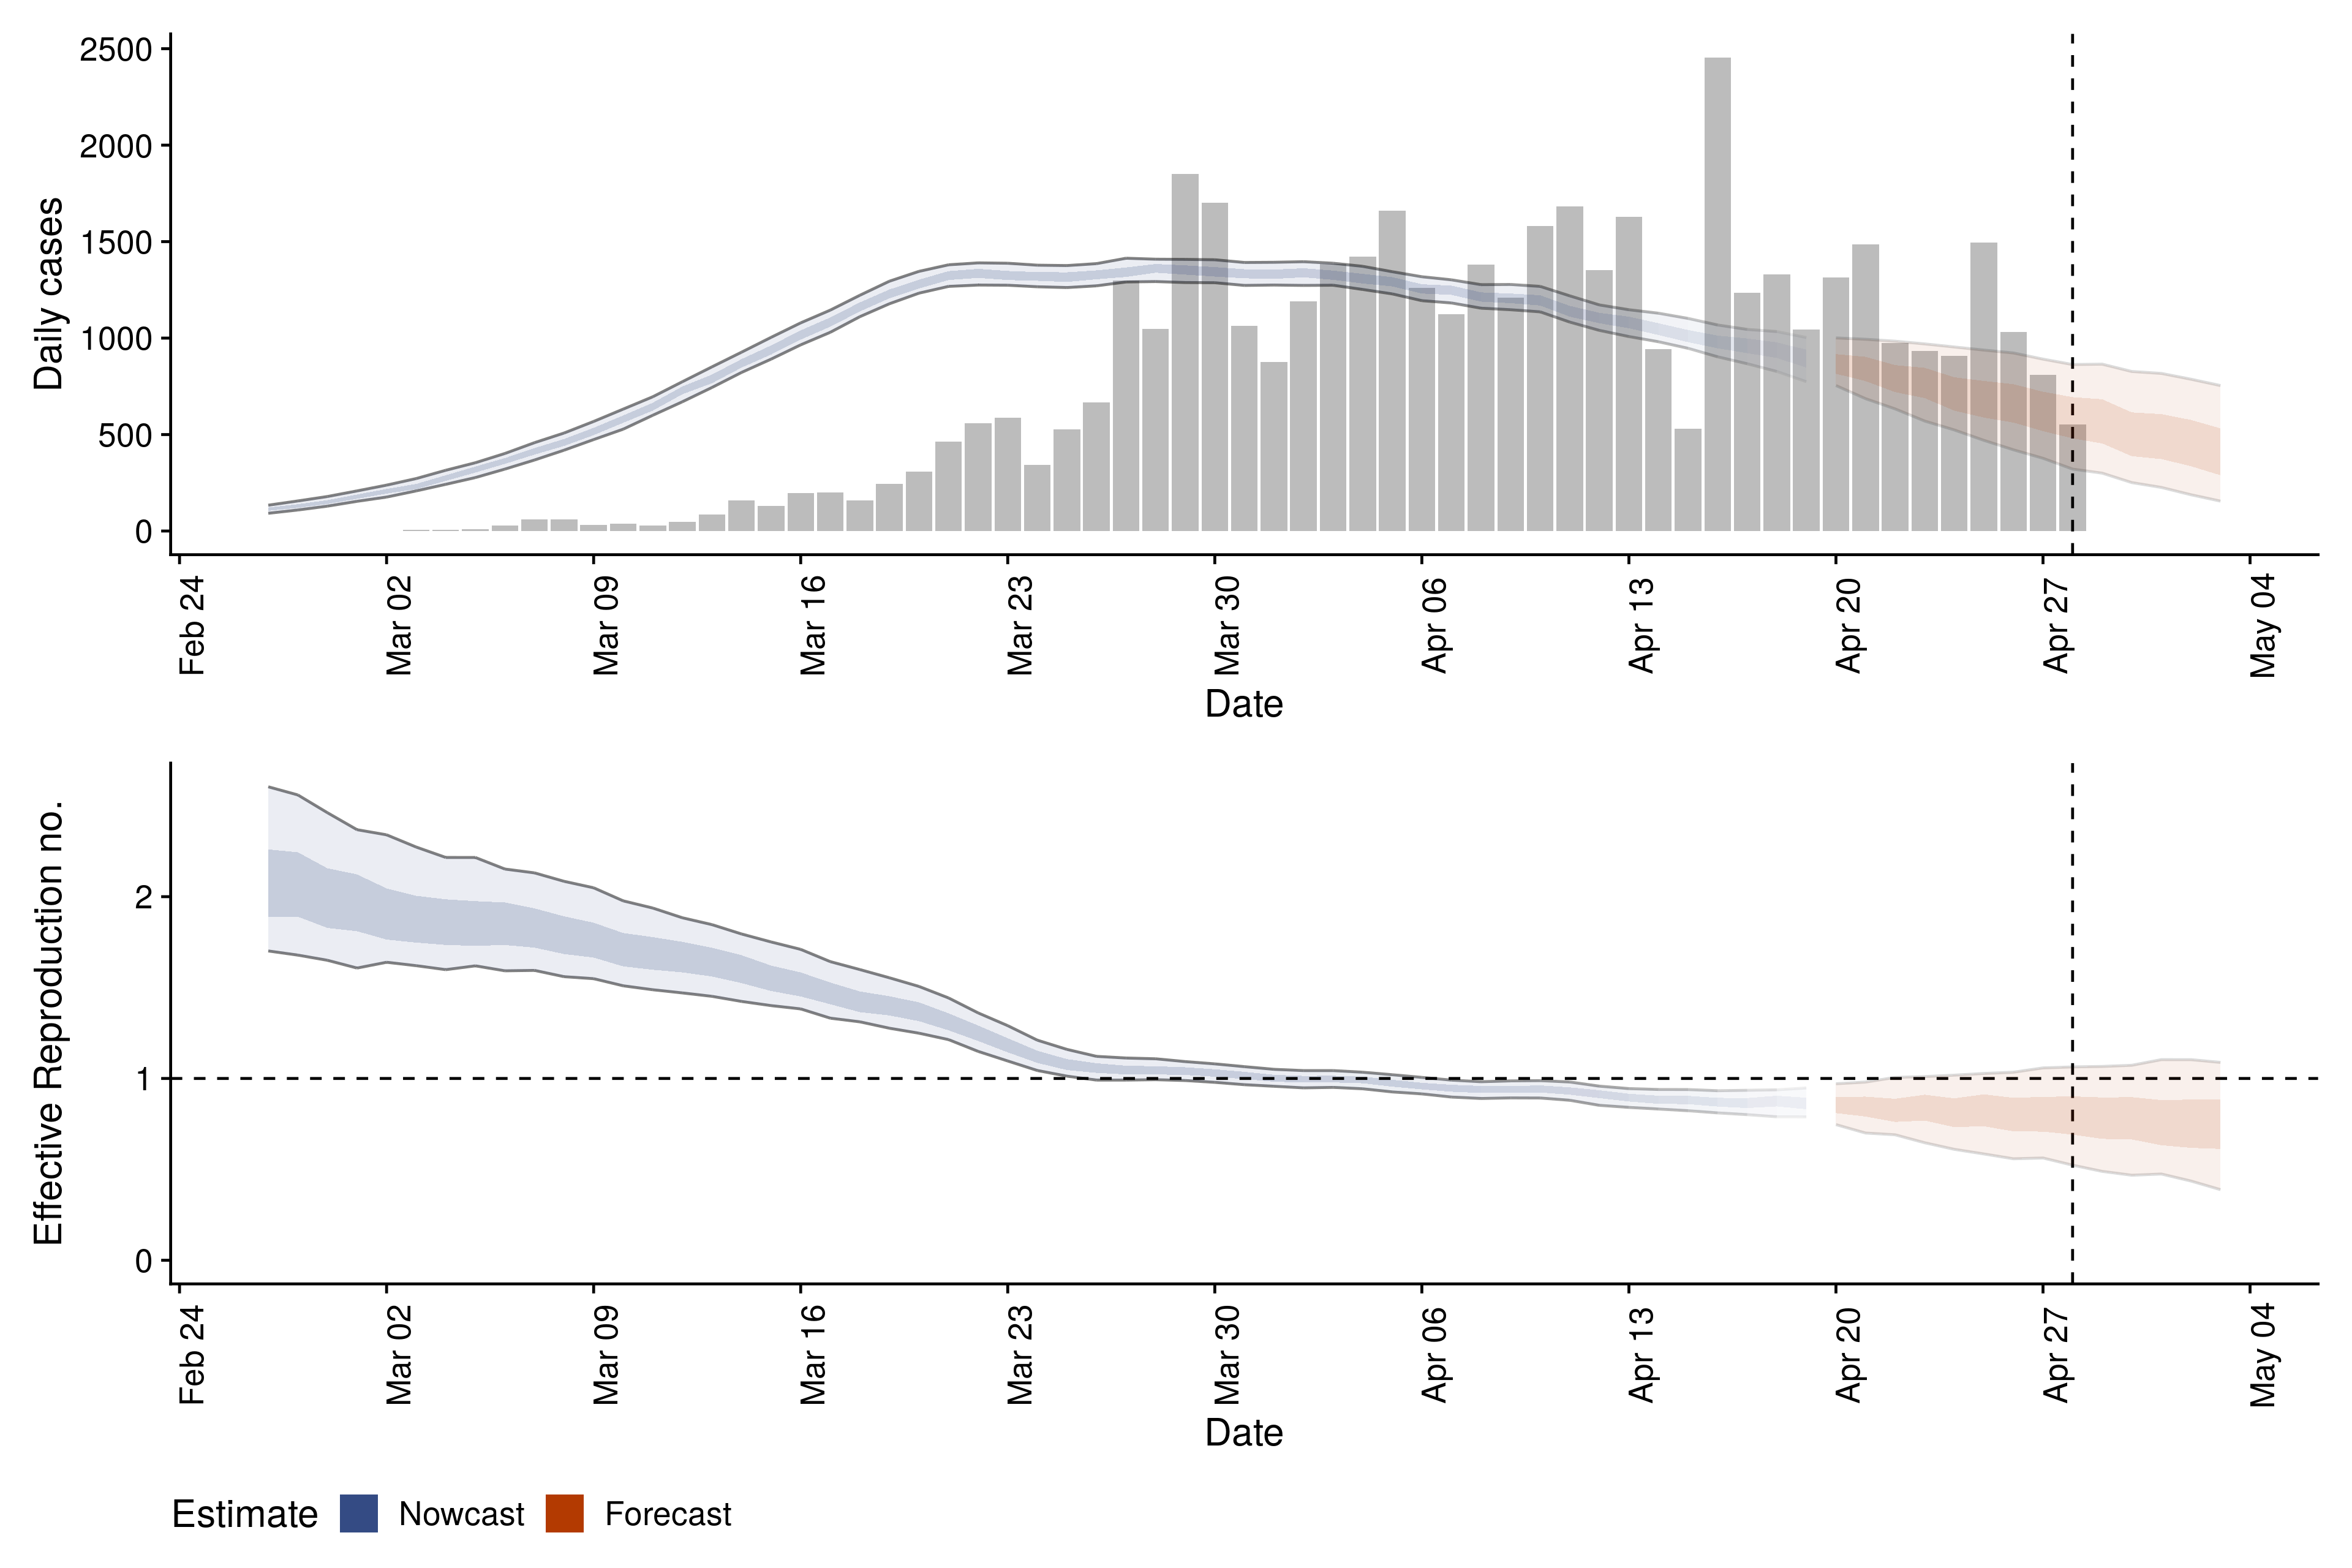 Daily cases
2500
2000
1500
1000
500
0
Feb 24
Mar 02
Mar 09
Mar 16
Mar 23
Mar 30
Apr 06
Apr 13
Apr 20
Apr 27
May 04
Date
Effective Reproduction no.
2
1
0
Feb 24
Mar 02
Mar 09
Mar 16
Mar 23
Mar 30
Apr 06
Apr 13
Apr 20
Apr 27
May 04
Date
Estimate Nowcast Forecast